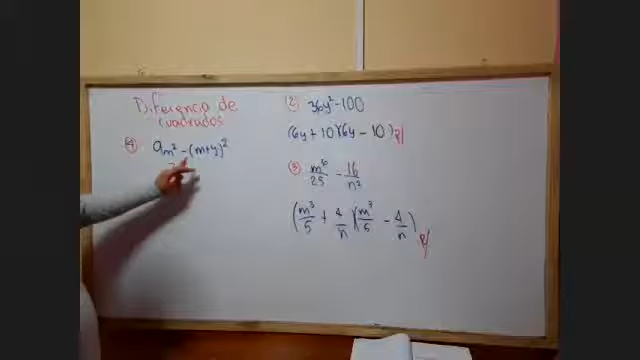 Diferencia de
cuadrados
④ 9m² - (m+y)²
② 36y² - 100
(6y + 10)(6y - 10) R/
③ m⁶/25 - 16/n²
(m³/5 + 4/n)(m³/5 - 4/n) R/